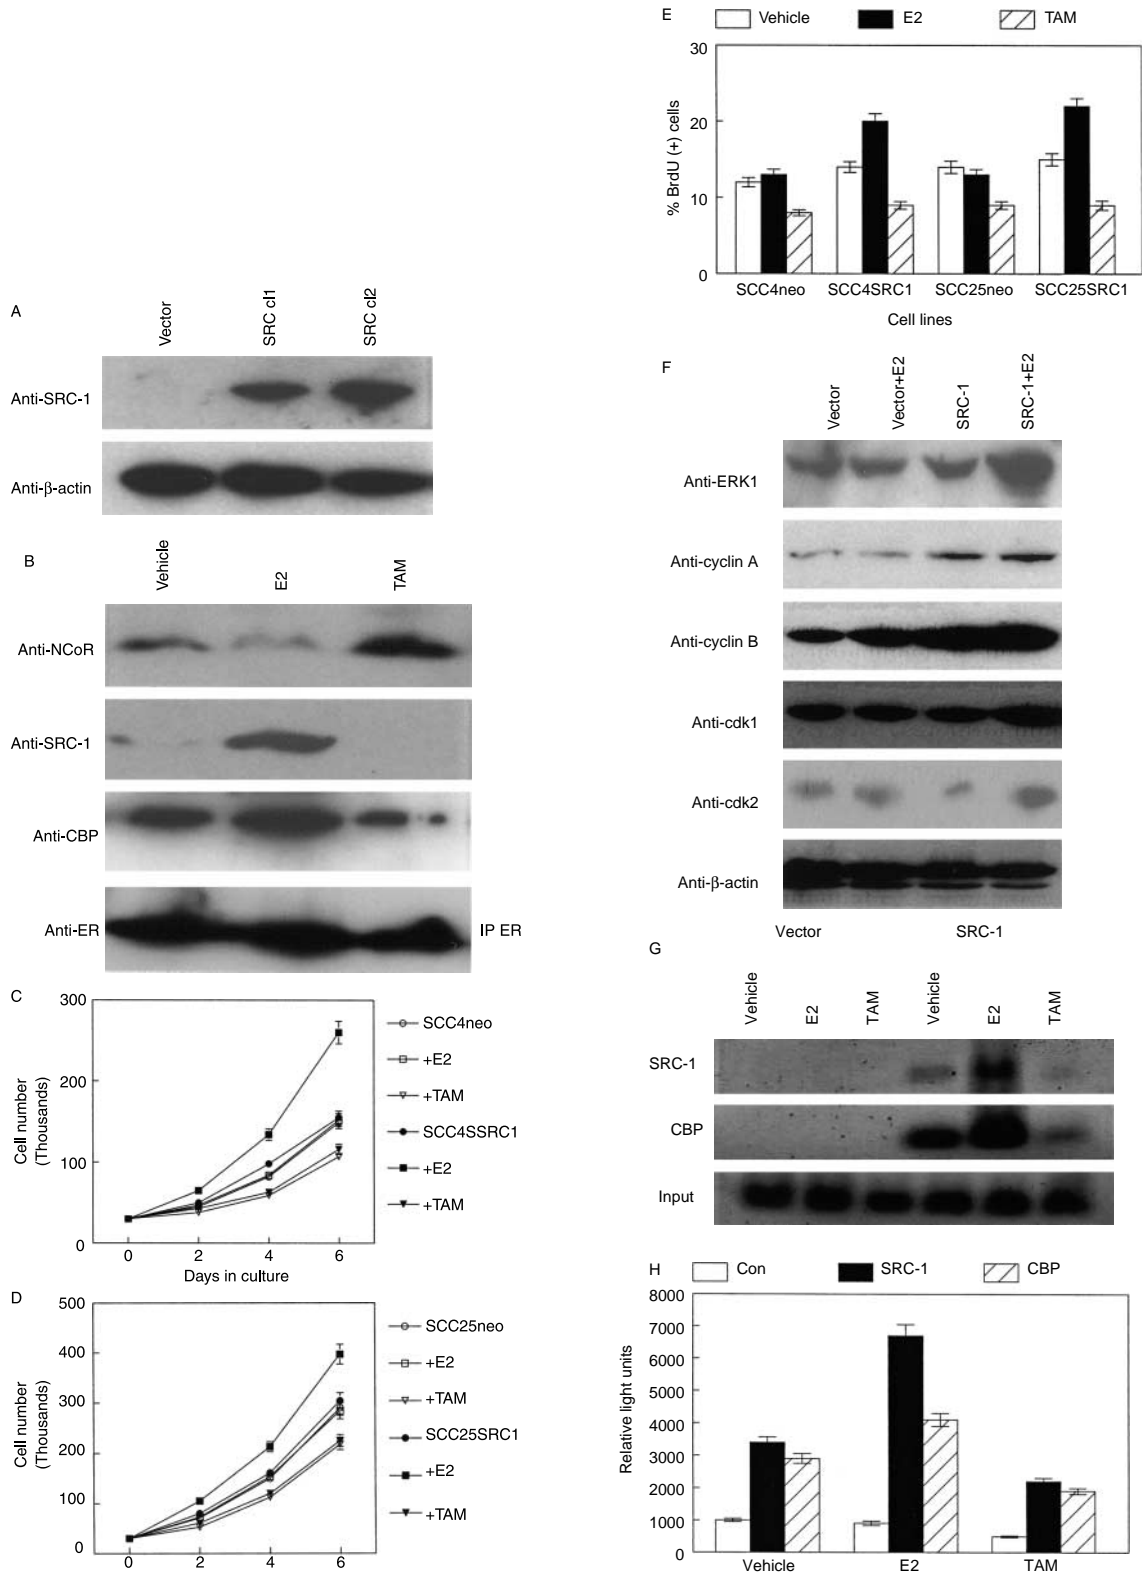 A
Vector
SRC cl1
SRC cl2
Anti-SRC-1
Anti-β-actin
B
Vehicle
E2
TAM
Anti-NCoR
Anti-SRC-1
Anti-CBP
Anti-ER
IP ER
C
300
200
100
0
Cell number
(Thousands)
0 2 4 6
Days in culture
SCC4neo
+E2
+TAM
SCC4SSRC1
+E2
+TAM
D
500
400
300
200
100
0
Cell number
(Thousands)
0 2 4 6
SCC25neo
+E2
+TAM
SCC25SRC1
+E2
+TAM
E
Vehicle E2 TAM
30
20
10
0
% BrdU (+) cells
SCC4neo SCC4SRC1 SCC25neo SCC25SRC1
Cell lines
F
Vector
Vector+E2
SRC-1
SRC-1+E2
Anti-ERK1
Anti-cyclin A
Anti-cyclin B
Anti-cdk1
Anti-cdk2
Anti-β-actin
Vector SRC-1
G
Vehicle
E2
TAM
Vehicle
E2
TAM
SRC-1
CBP
Input
H
Con SRC-1 CBP
8000
7000
6000
5000
4000
3000
2000
1000
0
Relative light units
Vehicle E2 TAM